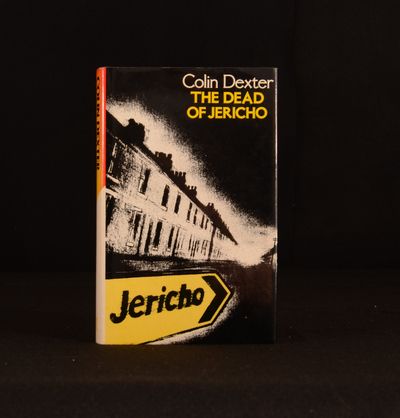 Colin Dexter
THE DEAD
OF JERICHO
Jericho